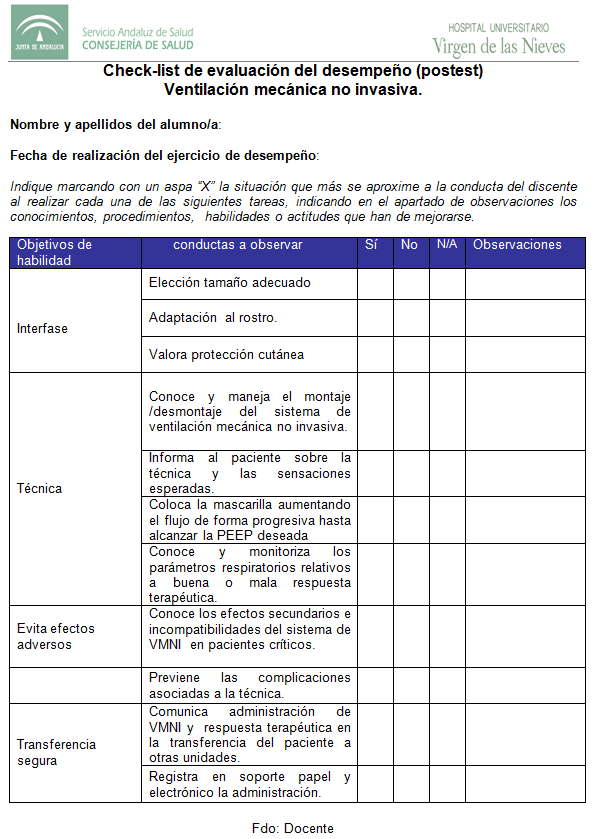 JUNTA DE ANDALUCIA
Servicio Andaluz de Salud
CONSEJERÍA DE SALUD
HOSPITAL UNIVERSITARIO
Virgen de las Nieves
Check-list de evaluación del desempeño (postest)
Ventilación mecánica no invasiva.
Nombre y apellidos del alumno/a:
Fecha de realización del ejercicio de desempeño:
Indique marcando con un aspa "X" la situación que más se aproxime a la conducta del discente
al realizar cada una de las siguientes tareas, indicando en el apartado de observaciones los
conocimientos, procedimientos, habilidades o actitudes que han de mejorarse.
Objetivos de
habilidad
conductas a observar
Sí
No
N/A
Observaciones
Interfase
Elección tamaño adecuado
Adaptación al rostro.
Valora protección cutánea
Técnica
Conoce y maneja el montaje
/desmontaje del sistema de
ventilación mecánica no invasiva.
Informa al paciente sobre la
técnica y las sensaciones
esperadas.
Coloca la mascarilla aumentando
el flujo de forma progresiva hasta
alcanzar la PEEP deseada
Conoce y monitoriza los
parámetros respiratorios relativos
a buena o mala respuesta
terapéutica.
Evita efectos
adversos
Conoce los efectos secundarios e
incompatibilidades del sistema de
VMNI en pacientes críticos.
Previene las complicaciones
asociadas a la técnica.
Transferencia
segura
Comunica administración de
VMNI y respuesta terapéutica en
la transferencia del paciente a
otras unidades.
Registra en soporte papel y
electrónico la administración.
Fdo: Docente